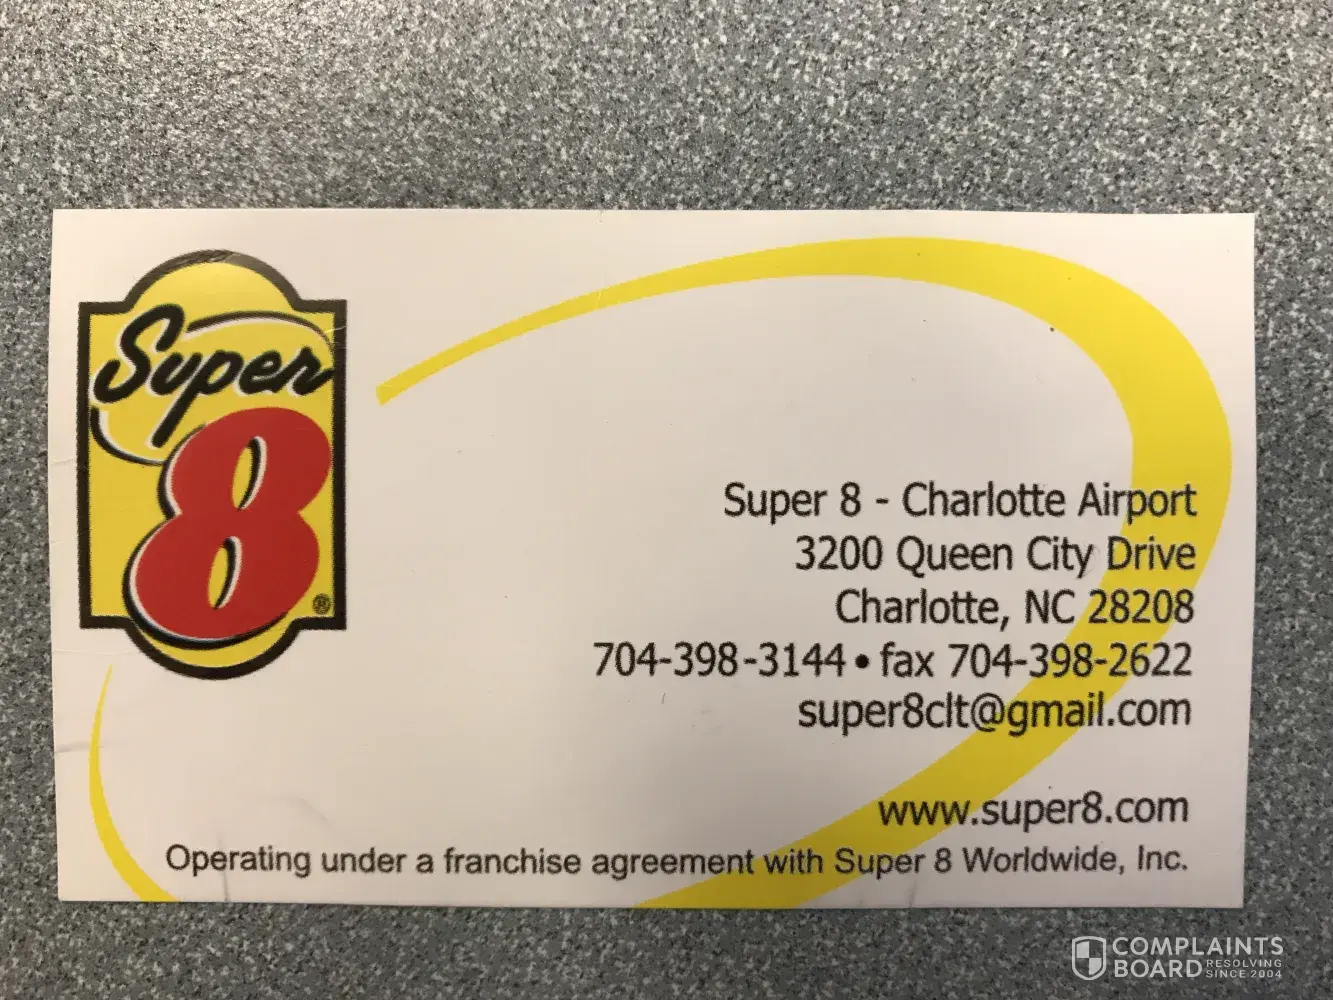 Super
8
®
Super 8 - Charlotte Airport
3200 Queen City Drive
Charlotte, NC 28208
704-398-3144 • fax 704-398-2622
super8clt@gmail.com
www.super8.com
Operating under a franchise agreement with Super 8 Worldwide, Inc.
COMPLAINTS
BOARD RESOLVING
SINCE 2004